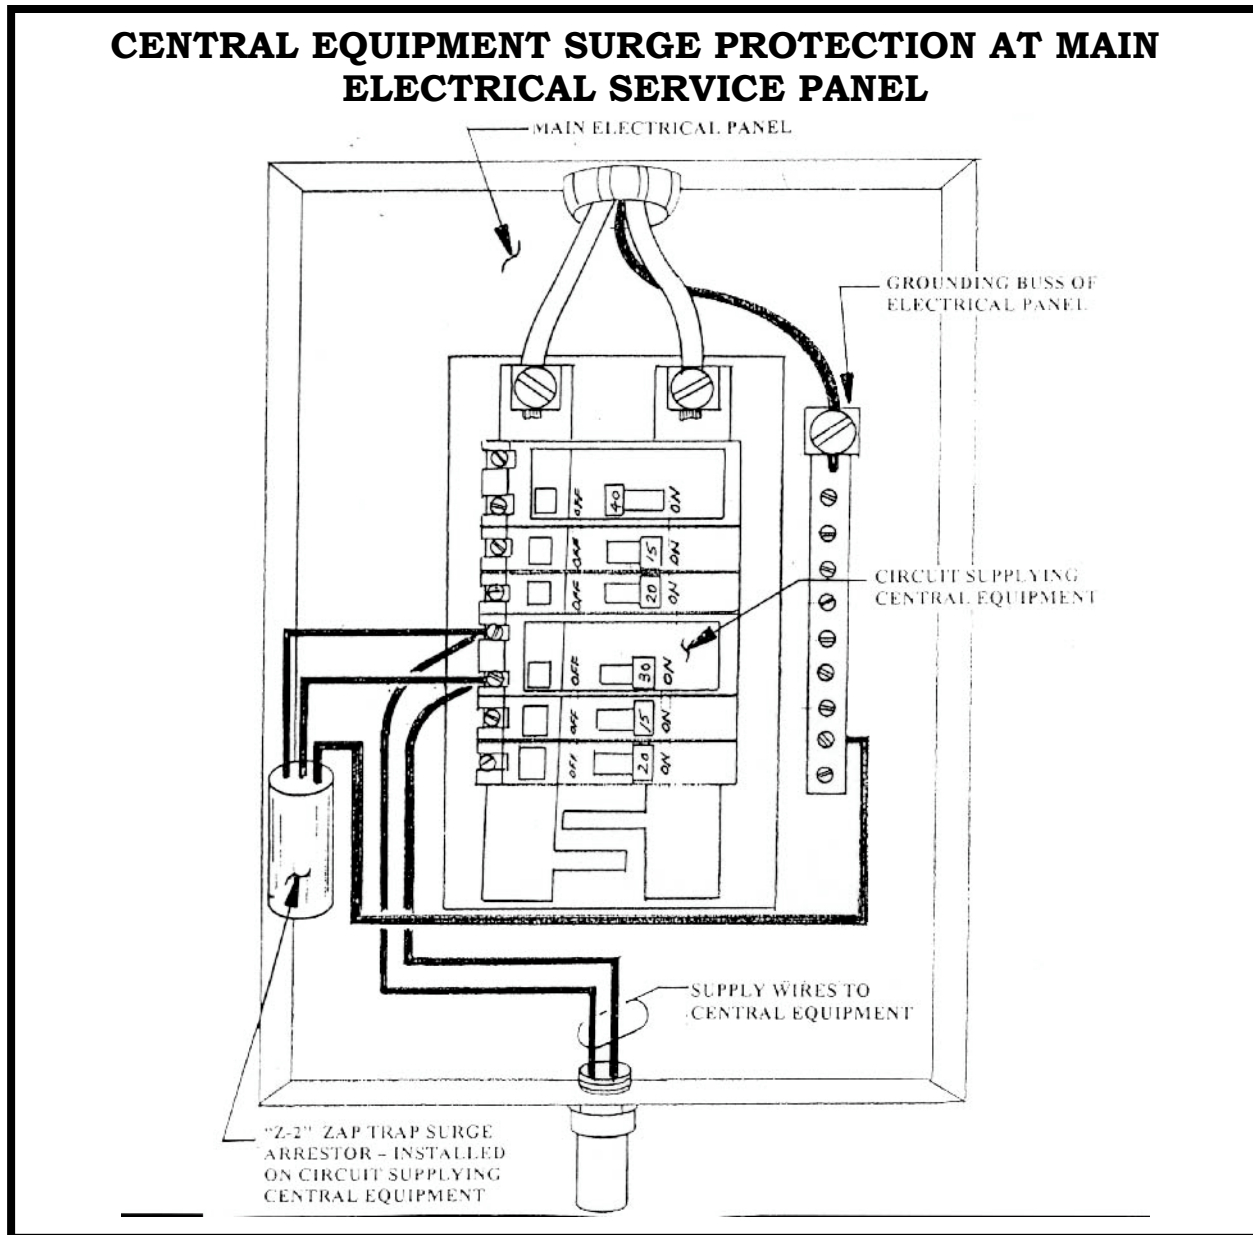 CENTRAL EQUIPMENT SURGE PROTECTION AT MAIN
ELECTRICAL SERVICE PANEL
MAIN ELECTRICAL PANEL
GROUNDING BUSS OF
ELECTRICAL PANEL
OFF 40 ON
OFF 15 ON
OFF 20 ON
CIRCUIT SUPPLYING
CENTRAL EQUIPMENT
OFF 30 ON
OFF 15 ON
OFF 20 ON
SUPPLY WIRES TO
CENTRAL EQUIPMENT
"Z-2" ZAP TRAP SURGE
ARRESTOR – INSTALLED
ON CIRCUIT SUPPLYING
CENTRAL EQUIPMENT